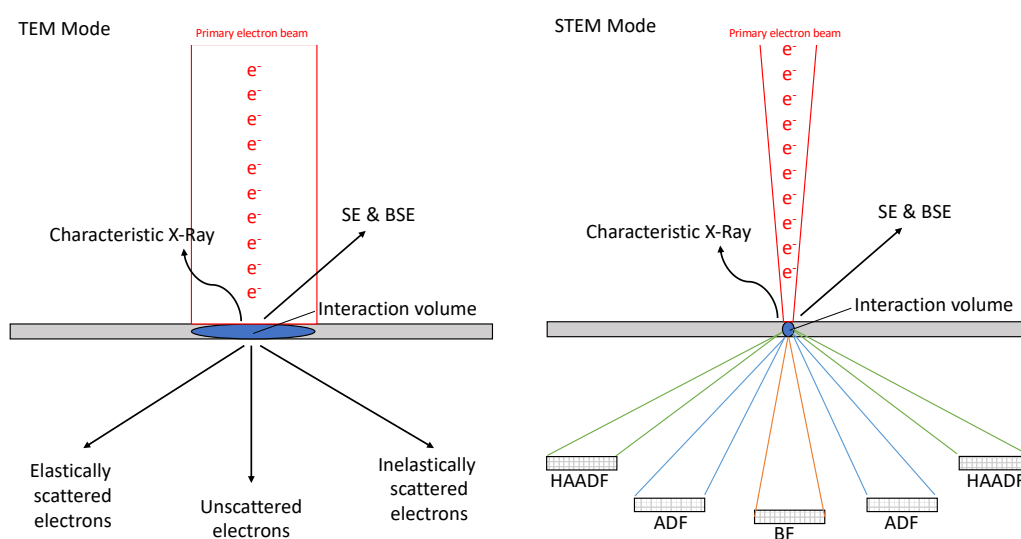 TEM Mode
Primary electron beam
e-
e-
e-
e-
e-
e-
e-
e-
e-
e-
SE & BSE
Characteristic X-Ray
Interaction volume
Elastically
scattered
electrons
Unscattered
electrons
Inelastically
scattered
electrons
STEM Mode
Primary electron beam
e-
e-
e-
e-
e-
e-
e-
e-
e-
e-
SE & BSE
Characteristic X-Ray
Interaction volume
HAADF
ADF
BF
ADF
HAADF